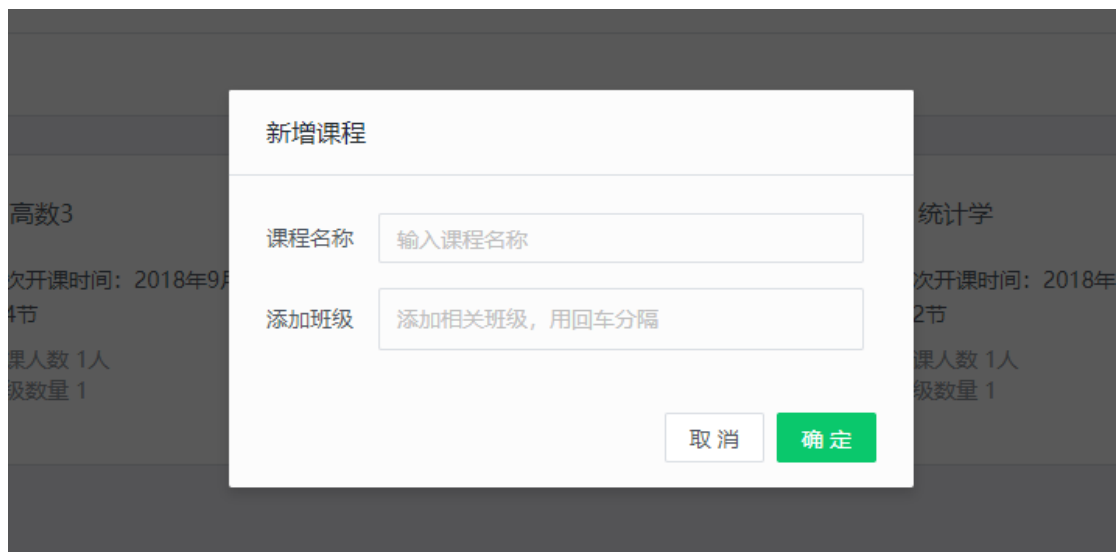 新增课程
高数3
统计学
课程名称
输入课程名称
次开课时间：2018年9月
次开课时间：2018年
4节
2节
添加班级
添加相关班级，用回车分隔
课人数 1人
课人数 1人
级数量 1
级数量 1
取 消
确 定